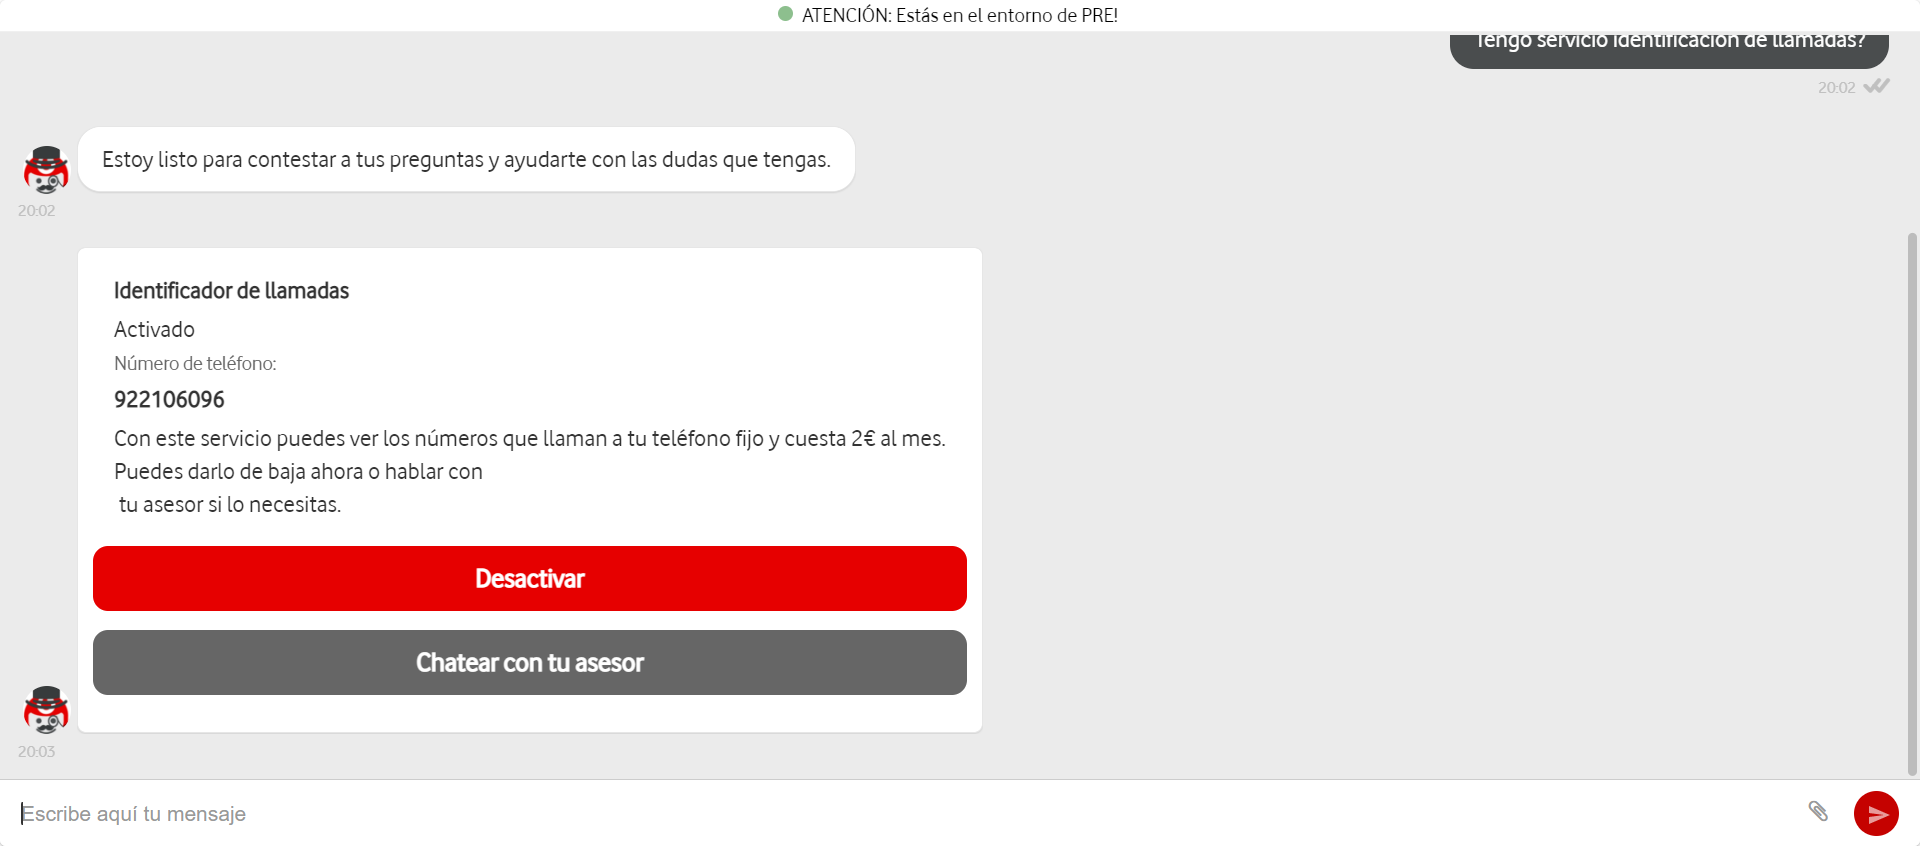 ATENCIÓN: Estás en el entorno de PRE!
Tengo servicio identificación de llamadas?
20:02
Estoy listo para contestar a tus preguntas y ayudarte con las dudas que tengas.
20:02
Identificador de llamadas
Activado
Número de teléfono:
922106096
Con este servicio puedes ver los números que llaman a tu teléfono fijo y cuesta 2€ al mes.
Puedes darlo de baja ahora o hablar con
tu asesor si lo necesitas.
Desactivar
Chatear con tu asesor
20:03
Escribe aquí tu mensaje